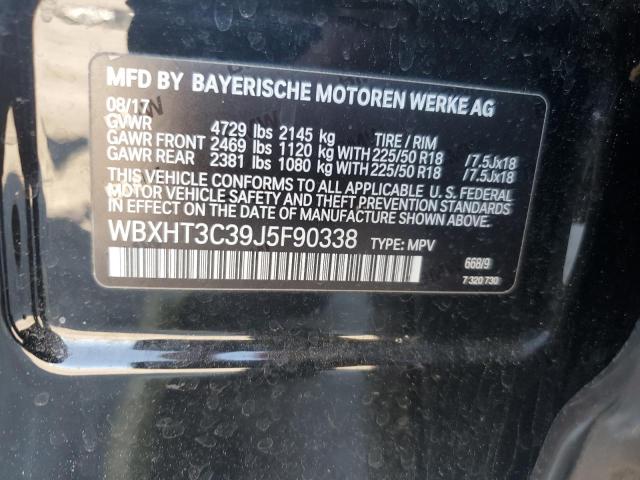 MFD BY BAYERISCHE MOTOREN WERKE AG
08/17
GVWR 4729 lbs 2145 kg TIRE / RIM
GAWR FRONT 2469 lbs 1120 kg WITH 225/50 R18 /7.5Jx18
GAWR REAR 2381 lbs 1080 kg WITH 225/50 R18 /7.5Jx18
THIS VEHICLE CONFORMS TO ALL APPLICABLE U. S. FEDERAL
MOTOR VEHICLE SAFETY AND THEFT PREVENTION STANDARDS
IN EFFECT ON THE DATE OF MANUFACTURE SHOWN ABOVE.
WBXHT3C39J5F90338 TYPE: MPV
668/9
7 320 730